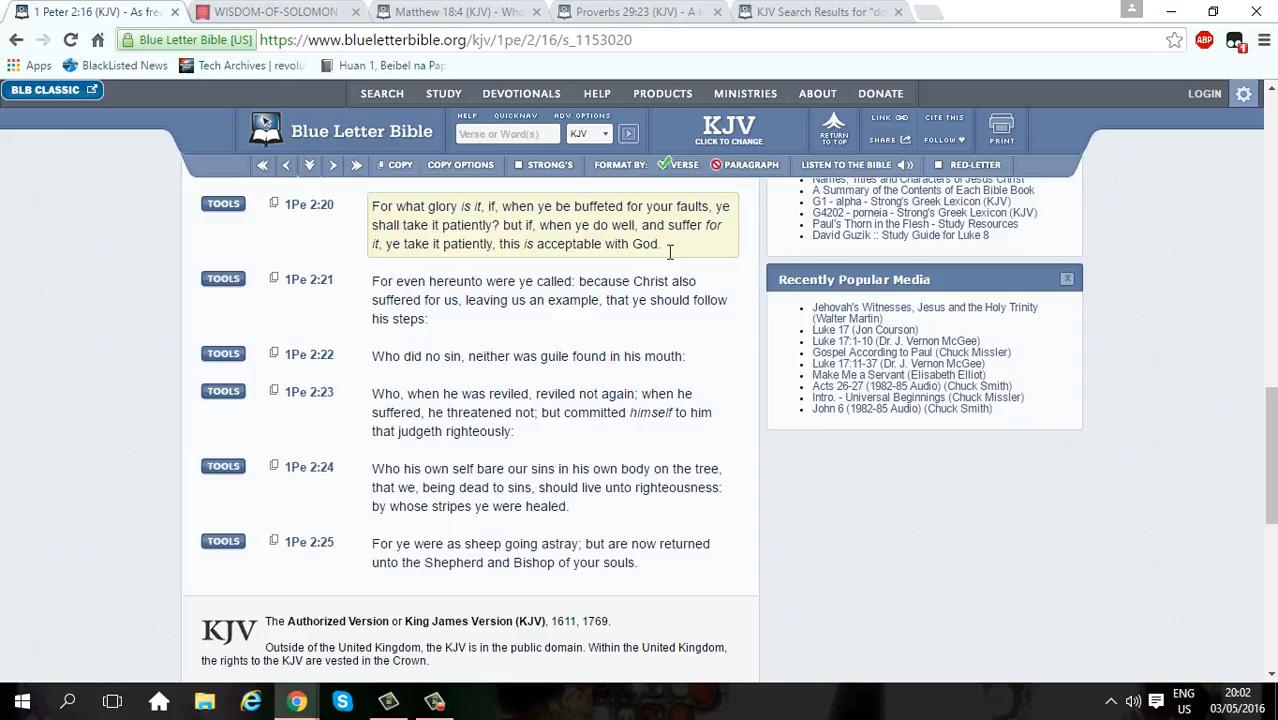 1 Peter 2:16 (KJV) - As free
WISDOM-OF-SOLOMON
Matthew 18:4 (KJV) - Who
Proverbs 29:23 (KJV) - A m
KJV Search Results for "do
Blue Letter Bible [US]
https://www.blueletterbible.org/kjv/1pe/2/16/s_1153020
ABP
Apps
BlackListed News
Tech Archives | revolu
Huan 1, Beibel na Pap
BLB CLASSIC
SEARCH STUDY DEVOTIONALS HELP PRODUCTS MINISTRIES ABOUT DONATE
LOGIN
Blue Letter Bible
HELP QUICKNAV ADV. OPTIONS
Verse or Word(s)
KJV
KJV
CLICK TO CHANGE
RETURN
TO TOP
LINK
CITE THIS
SHARE
FOLLOW
PRINT
COPY COPY OPTIONS STRONG'S FORMAT BY: VERSE PARAGRAPH LISTEN TO THE BIBLE RED-LETTER
TOOLS 1Pe 2:20
For what glory is it, if, when ye be buffeted for your faults, ye
shall take it patiently? but if, when ye do well, and suffer for
it, ye take it patiently, this is acceptable with God.
TOOLS 1Pe 2:21
For even hereunto were ye called: because Christ also
suffered for us, leaving us an example, that ye should follow
his steps:
TOOLS 1Pe 2:22
Who did no sin, neither was guile found in his mouth:
TOOLS 1Pe 2:23
Who, when he was reviled, reviled not again; when he
suffered, he threatened not; but committed himself to him
that judgeth righteously:
TOOLS 1Pe 2:24
Who his own self bare our sins in his own body on the tree,
that we, being dead to sins, should live unto righteousness:
by whose stripes ye were healed.
TOOLS 1Pe 2:25
For ye were as sheep going astray; but are now returned
unto the Shepherd and Bishop of your souls.
KJV
The Authorized Version or King James Version (KJV), 1611, 1769.
Outside of the United Kingdom, the KJV is in the public domain. Within the United Kingdom,
the rights to the KJV are vested in the Crown.
Names, Titles and Characters of Jesus Christ
A Summary of the Contents of Each Bible Book
G1 - alpha - Strong's Greek Lexicon (KJV)
G4202 - porneia - Strong's Greek Lexicon (KJV)
Paul's Thorn in the Flesh - Study Resources
David Guzik :: Study Guide for Luke 8
Recently Popular Media
Jehovah's Witnesses, Jesus and the Holy Trinity
(Walter Martin)
Luke 17 (Jon Courson)
Luke 17:1-10 (Dr. J. Vernon McGee)
Gospel According to Paul (Chuck Missler)
Luke 17:11-37 (Dr. J. Vernon McGee)
Make Me a Servant (Elisabeth Elliot)
Acts 26-27 (1982-85 Audio) (Chuck Smith)
Intro. - Universal Beginnings (Chuck Missler)
John 6 (1982-85 Audio) (Chuck Smith)
ENG
US
20:02
03/05/2016